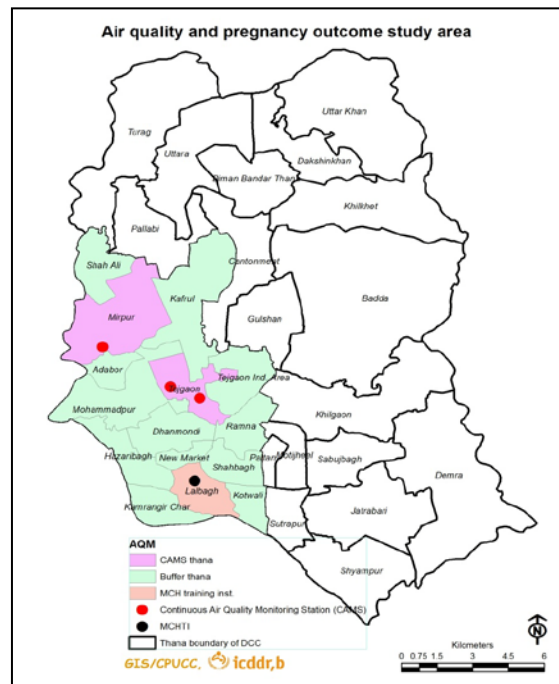 Air quality and pregnancy outcome study area
Uttar Khan
Turag
Uttara
Dakshinkhan
Biman Bandar Thana
Khilkhet
Pallabi
Shah Ali
Cantonment
Kafrul
Badda
Mirpur
Gulshan
Adabor
Tejgaon
Tejgaon Ind. Area
Mohammadpur
Khilgaon
Dhanmondi
Ramna
Hazaribagh
New Market
Paltan
Motijheel
Sabujbagh
Shahbagh
Demra
Lalbagh
Kotwali
Kamrangir Char
Sutrapur
Jatrabari
Shyampur
AQM
CAMS thana
Buffer thana
MCH training inst.
Continuous Air Quality Monitoring Station (CAMS)
MCHTI
Thana boundary of DCC
GIS/CPUCC, icddr,b
N
Kilometers
0 0.75 1.5 3 4.5 6